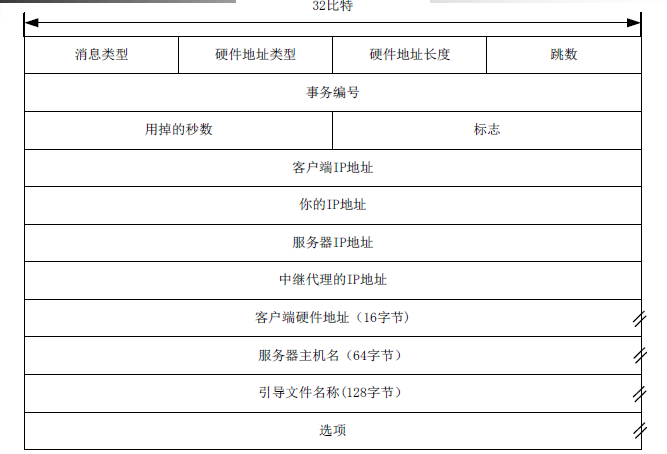 32比特
消息类型 硬件地址类型 硬件地址长度 跳数
事务编号
用掉的秒数 标志
客户端IP地址
你的IP地址
服务器IP地址
中继代理的IP地址
客户端硬件地址（16字节)
服务器主机名（64字节）
引导文件名称(128字节）
选项